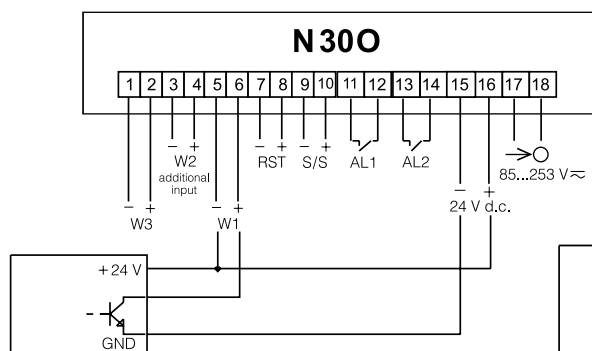 N30O
1 2 3 4 5 6 7 8 9 10 11 12 13 14 15 16 17 18
- + - + - +
W2 RST S/S AL1 AL2
additional
input
85...253 V
- + - + - +
W3 W1 24 V d.c.
+24 V
GND